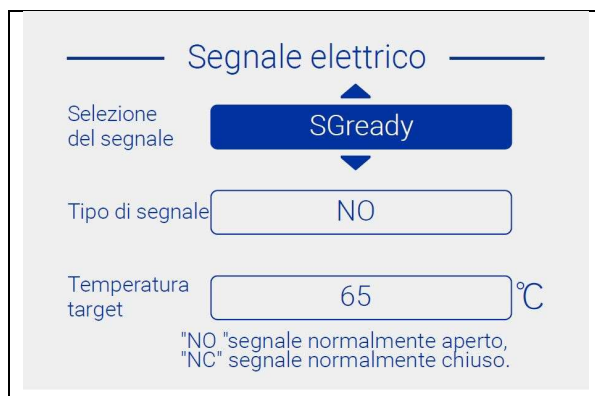 Segnale elettrico
Selezione
del segnale
SGready
Tipo di segnale
NO
Temperatura
target
65
℃
"NO "segnale normalmente aperto,
"NC" segnale normalmente chiuso.